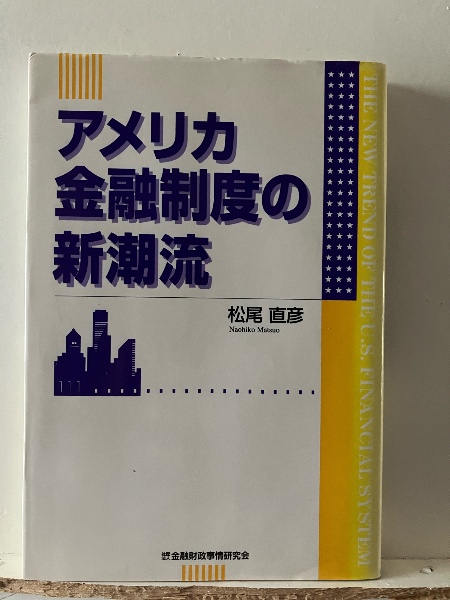 アメリカ
金融制度の
新潮流
松尾 直彦
Naohiko Matsuo
THE NEW TREND OF THE U.S. FINANCIAL SYSTEM
金融財政事情研究会